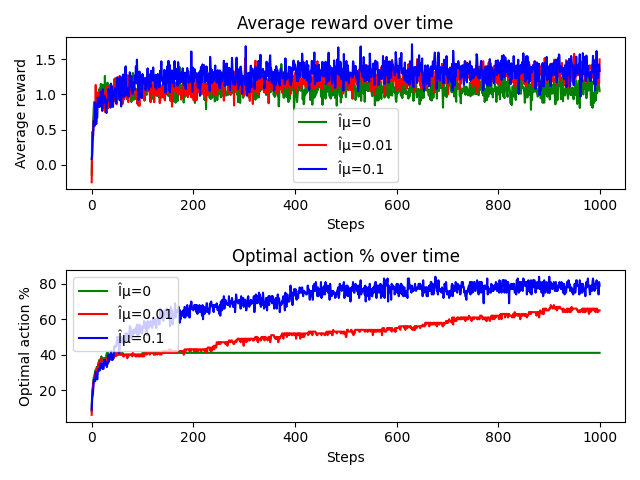 Average reward over time
Average reward
1.5
1.0
0.5
0.0
Îµ=0
Îµ=0.01
Îµ=0.1
0 200 400 600 800 1000
Steps
Optimal action % over time
Optimal action %
80
60
40
20
Îµ=0
Îµ=0.01
Îµ=0.1
0 200 400 600 800 1000
Steps